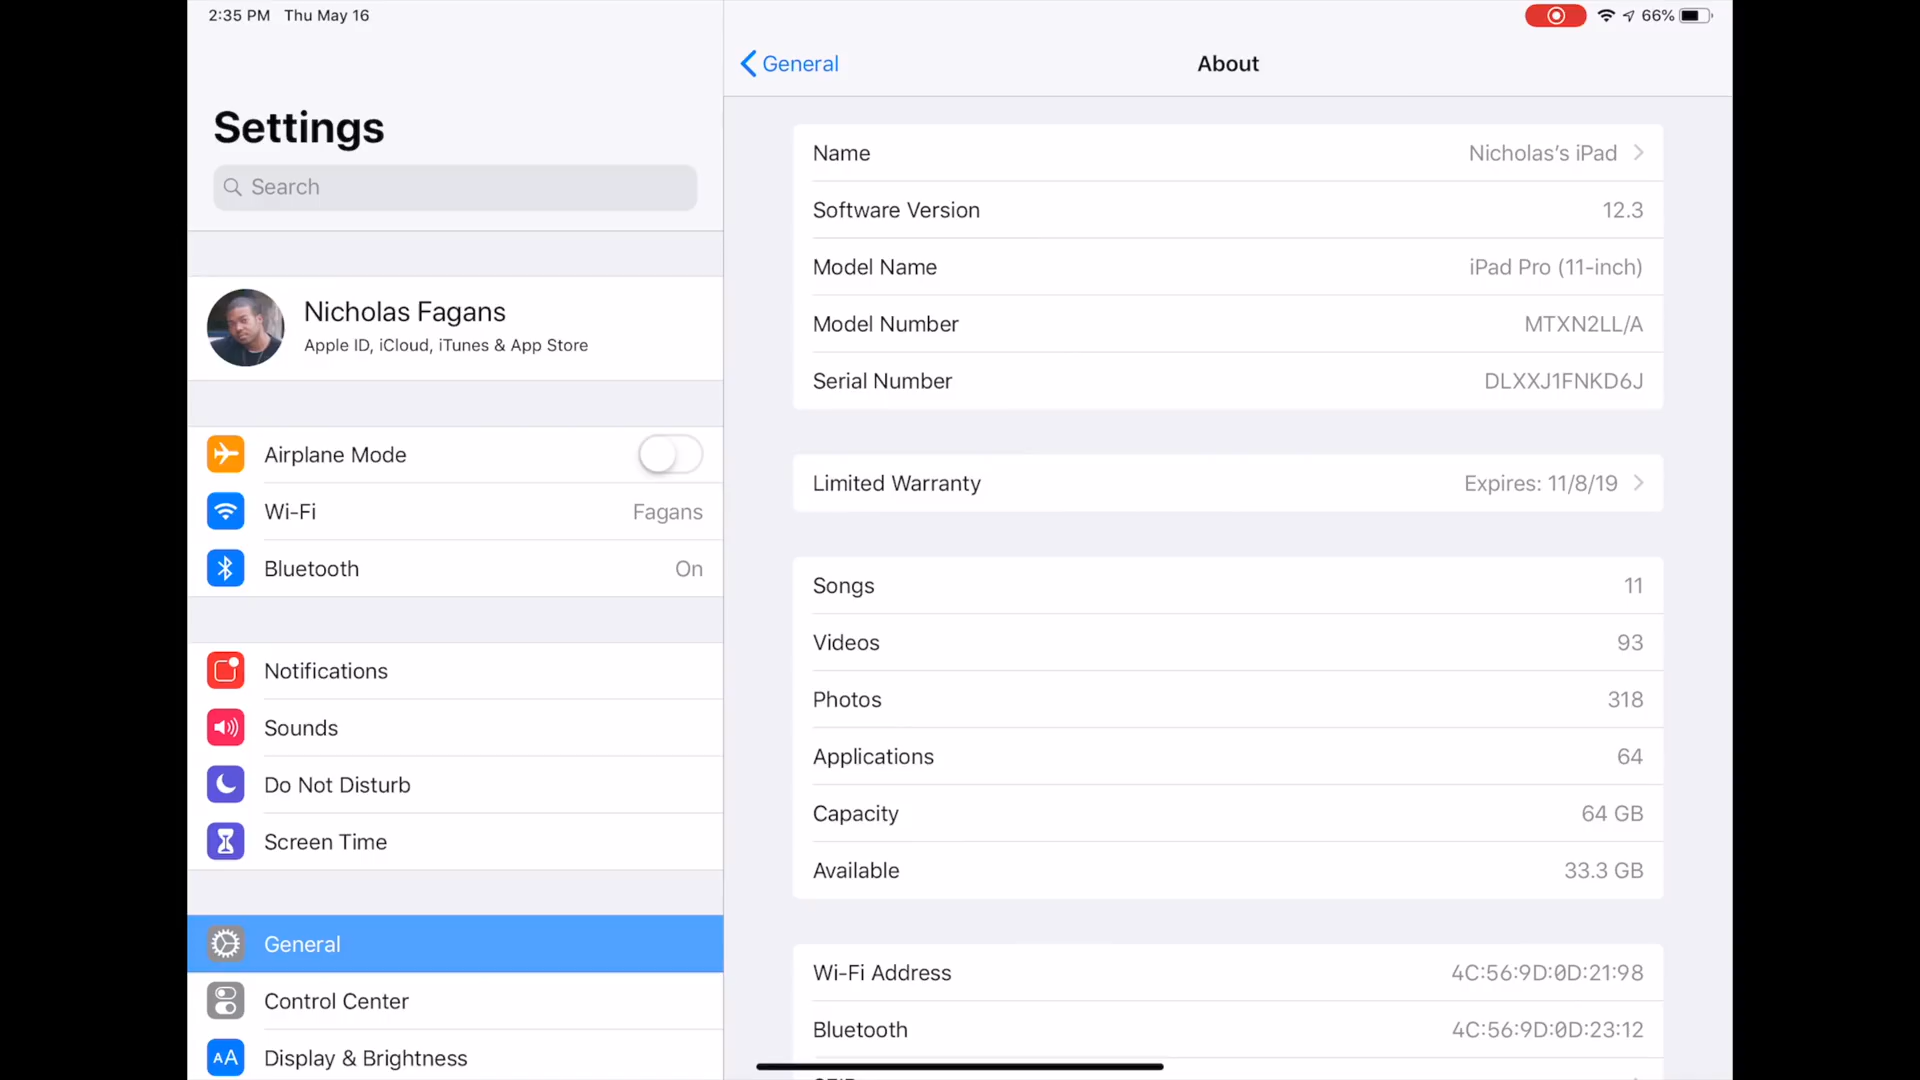 2:35 PM Thu May 16
66%
Settings
Search
Nicholas Fagans
Apple ID, iCloud, iTunes & App Store
Airplane Mode
Wi-Fi Fagans
Bluetooth On
Notifications
Sounds
Do Not Disturb
Screen Time
General
Control Center
AA Display & Brightness
General About
Name Nicholas's iPad
Software Version 12.3
Model Name iPad Pro (11-inch)
Model Number MTXN2LL/A
Serial Number DLXXJ1FNKD6J
Limited Warranty Expires: 11/8/19
Songs 11
Videos 93
Photos 318
Applications 64
Capacity 64 GB
Available 33.3 GB
Wi-Fi Address 4C:56:9D:0D:21:98
Bluetooth 4C:56:9D:0D:23:12